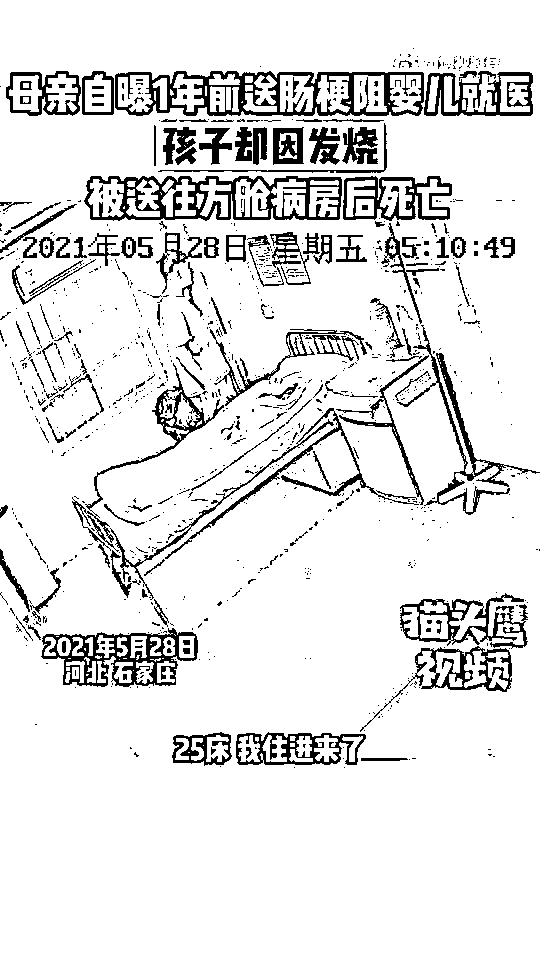 母亲自曝1年前送肠梗阻婴儿就医
孩子却因发烧
被送往方舱病房后死亡
2021年05月28日 星期五 05:10:49
2021年5月28日
河北 石家庄
猫头鹰
视频
25床 我住进来了